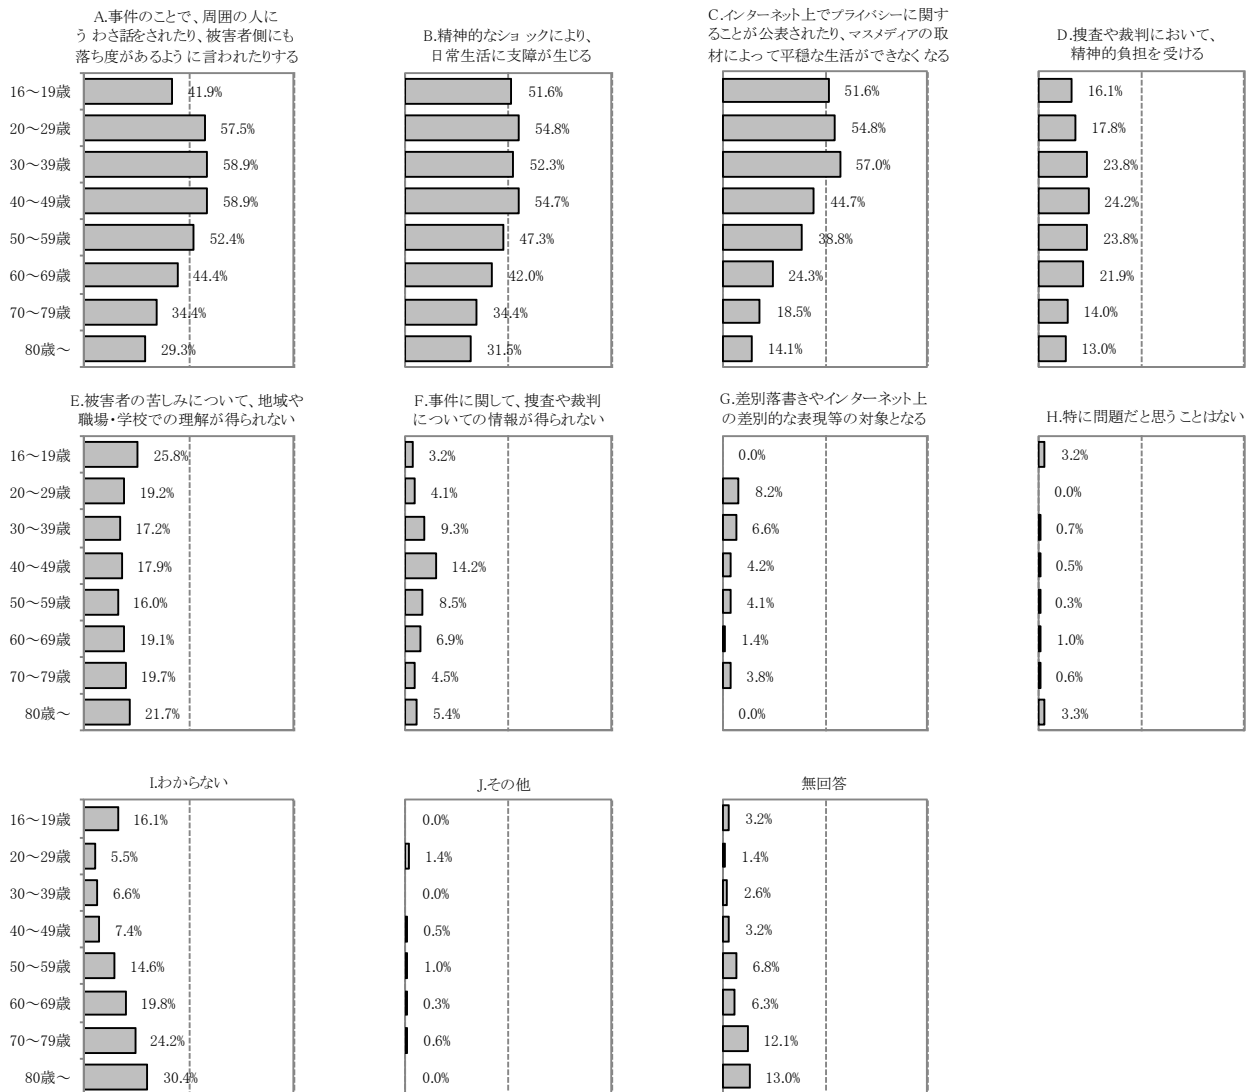 A.事件のことで、周囲の人に
うわさ話をされたり、被害者側にも
落ち度があるように言われたりする
B.精神的なショックにより、
日常生活に支障が生じる
C.インターネット上でプライバシーに関す
ることが公表されたり、マスメディアの取
材によって平穏な生活ができなくなる
D.捜査や裁判において、
精神的負担を受ける
16～19歳 41.9% 51.6% 51.6% 16.1%
20～29歳 57.5% 54.8% 54.8% 17.8%
30～39歳 58.9% 52.3% 57.0% 23.8%
40～49歳 58.9% 54.7% 44.7% 24.2%
50～59歳 52.4% 47.3% 38.8% 23.8%
60～69歳 44.4% 42.0% 24.3% 21.9%
70～79歳 34.4% 34.4% 18.5% 14.0%
80歳～ 29.3% 31.5% 14.1% 13.0%
E.被害者の苦しみについて、地域や
職場・学校での理解が得られない
F.事件に関して、捜査や裁判
についての情報が得られない
G.差別落書きやインターネット上
の差別的な表現等の対象となる
H.特に問題だと思うことはない
16～19歳 25.8% 3.2% 0.0% 3.2%
20～29歳 19.2% 4.1% 8.2% 0.0%
30～39歳 17.2% 9.3% 6.6% 0.7%
40～49歳 17.9% 14.2% 4.2% 0.5%
50～59歳 16.0% 8.5% 4.1% 0.3%
60～69歳 19.1% 6.9% 1.4% 1.0%
70～79歳 19.7% 4.5% 3.8% 0.6%
80歳～ 21.7% 5.4% 0.0% 3.3%
I.わからない
J.その他
無回答
16～19歳 16.1% 0.0% 3.2%
20～29歳 5.5% 1.4% 1.4%
30～39歳 6.6% 0.0% 2.6%
40～49歳 7.4% 0.5% 3.2%
50～59歳 14.6% 1.0% 6.8%
60～69歳 19.8% 0.3% 6.3%
70～79歳 24.2% 0.6% 12.1%
80歳～ 30.4% 0.0% 13.0%